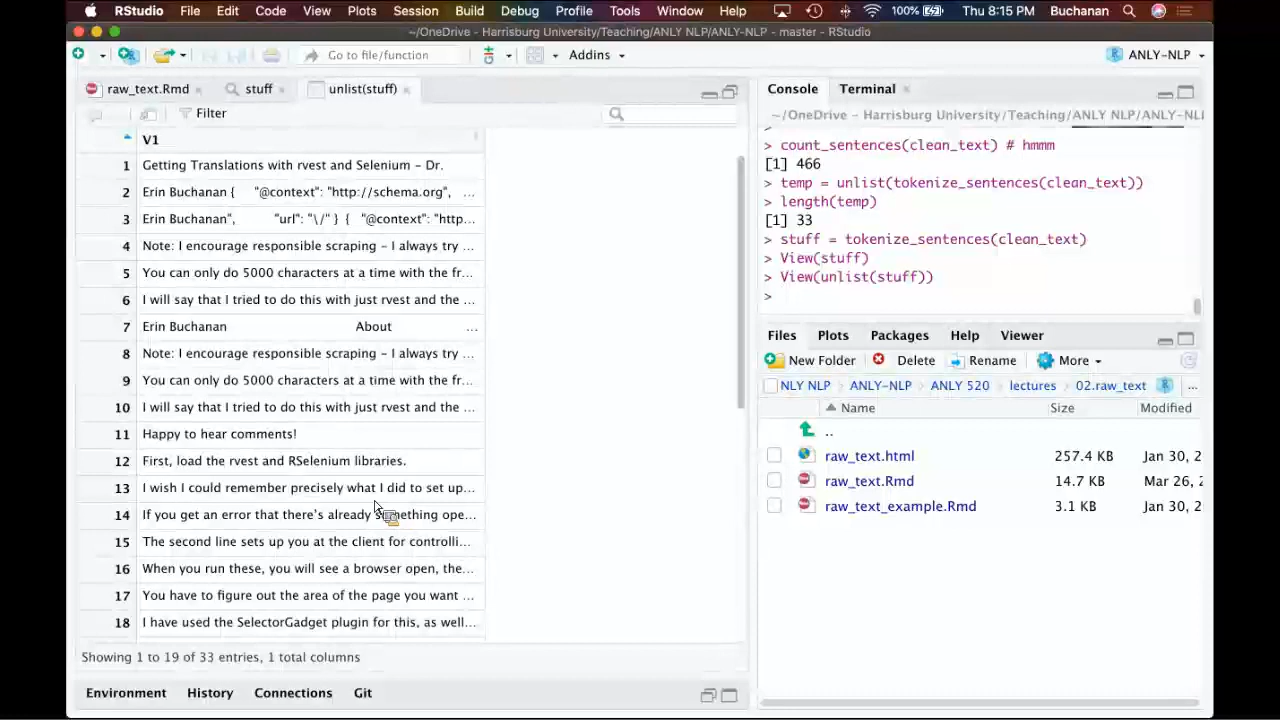 RStudio File Edit Code View Plots Session Build Debug Profile Tools Window Help 100% Thu 8:15 PM Buchanan
~/OneDrive - Harrisburg University/Teaching/ANLY NLP/ANLY-NLP - master - RStudio
Go to file/function Addins ANLY-NLP
raw_text.Rmd stuff unlist(stuff)
Filter
V1
1 Getting Translations with rvest and Selenium - Dr.
2 Erin Buchanan { "@context": "http://schema.org", ...
3 Erin Buchanan", "url": "\/" } { "@context": "http...
4 Note: I encourage responsible scraping - I always try ...
5 You can only do 5000 characters at a time with the fr...
6 I will say that I tried to do this with just rvest and the ...
7 Erin Buchanan About ...
8 Note: I encourage responsible scraping - I always try ...
9 You can only do 5000 characters at a time with the fr...
10 I will say that I tried to do this with just rvest and the ...
11 Happy to hear comments!
12 First, load the rvest and RSelenium libraries.
13 I wish I could remember precisely what I did to set up...
14 If you get an error that there's already something ope...
15 The second line sets up you at the client for controlli...
16 When you run these, you will see a browser open, the...
17 You have to figure out the area of the page you want ...
18 I have used the SelectorGadget plugin for this, as well...
Showing 1 to 19 of 33 entries, 1 total columns
Environment History Connections Git
Console Terminal
~/OneDrive - Harrisburg University/Teaching/ANLY NLP/ANLY-NL
>
> count_sentences(clean_text) # hmmm
[1] 466
> temp = unlist(tokenize_sentences(clean_text))
> length(temp)
[1] 33
> stuff = tokenize_sentences(clean_text)
> View(stuff)
> View(unlist(stuff))
>
Files Plots Packages Help Viewer
New Folder Delete Rename More
NLY NLP ANLY-NLP ANLY 520 lectures 02.raw_text ...
Name Size Modified
..
raw_text.html 257.4 KB Jan 30, 2
raw_text.Rmd 14.7 KB Mar 26, 2
raw_text_example.Rmd 3.1 KB Jan 30, 2